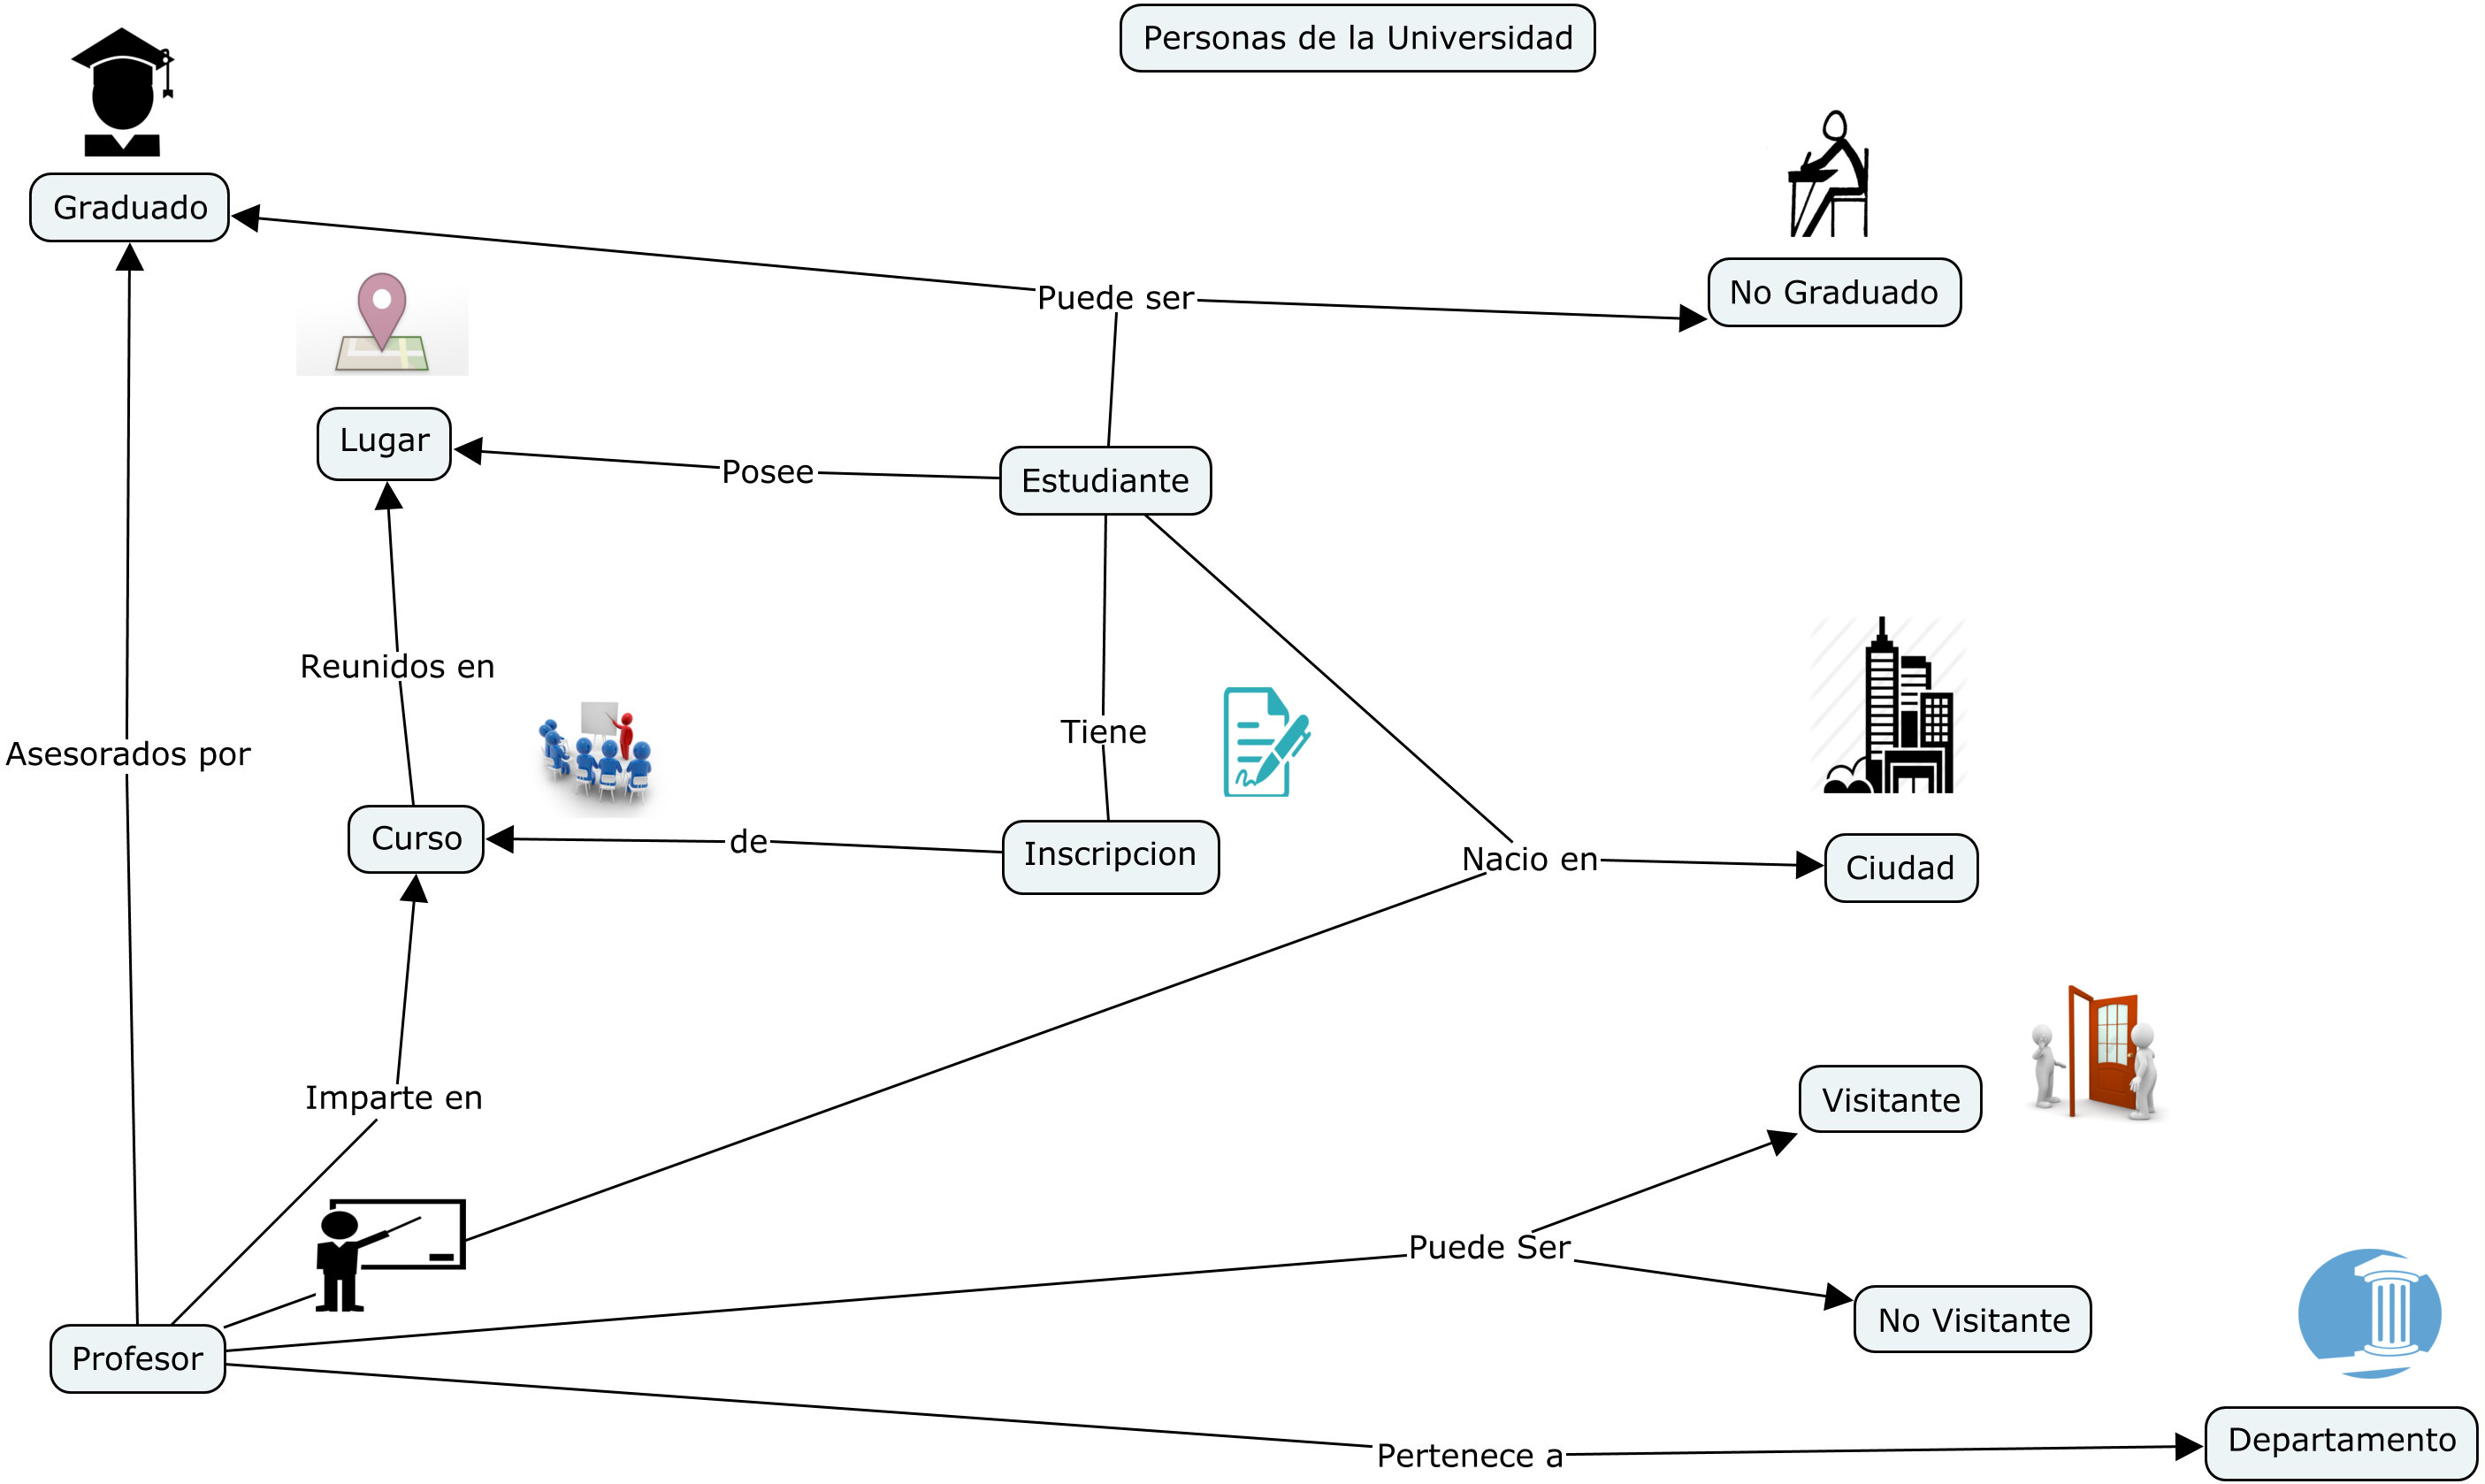 Personas de la Universidad
Graduado
No Graduado
Puede ser
Lugar
Posee
Estudiante
Reunidos en
Tiene
Asesorados por
Curso
de
Inscripcion
Nacio en
Ciudad
Imparte en
Visitante
Puede Ser
No Visitante
Profesor
Departamento
Pertenece a